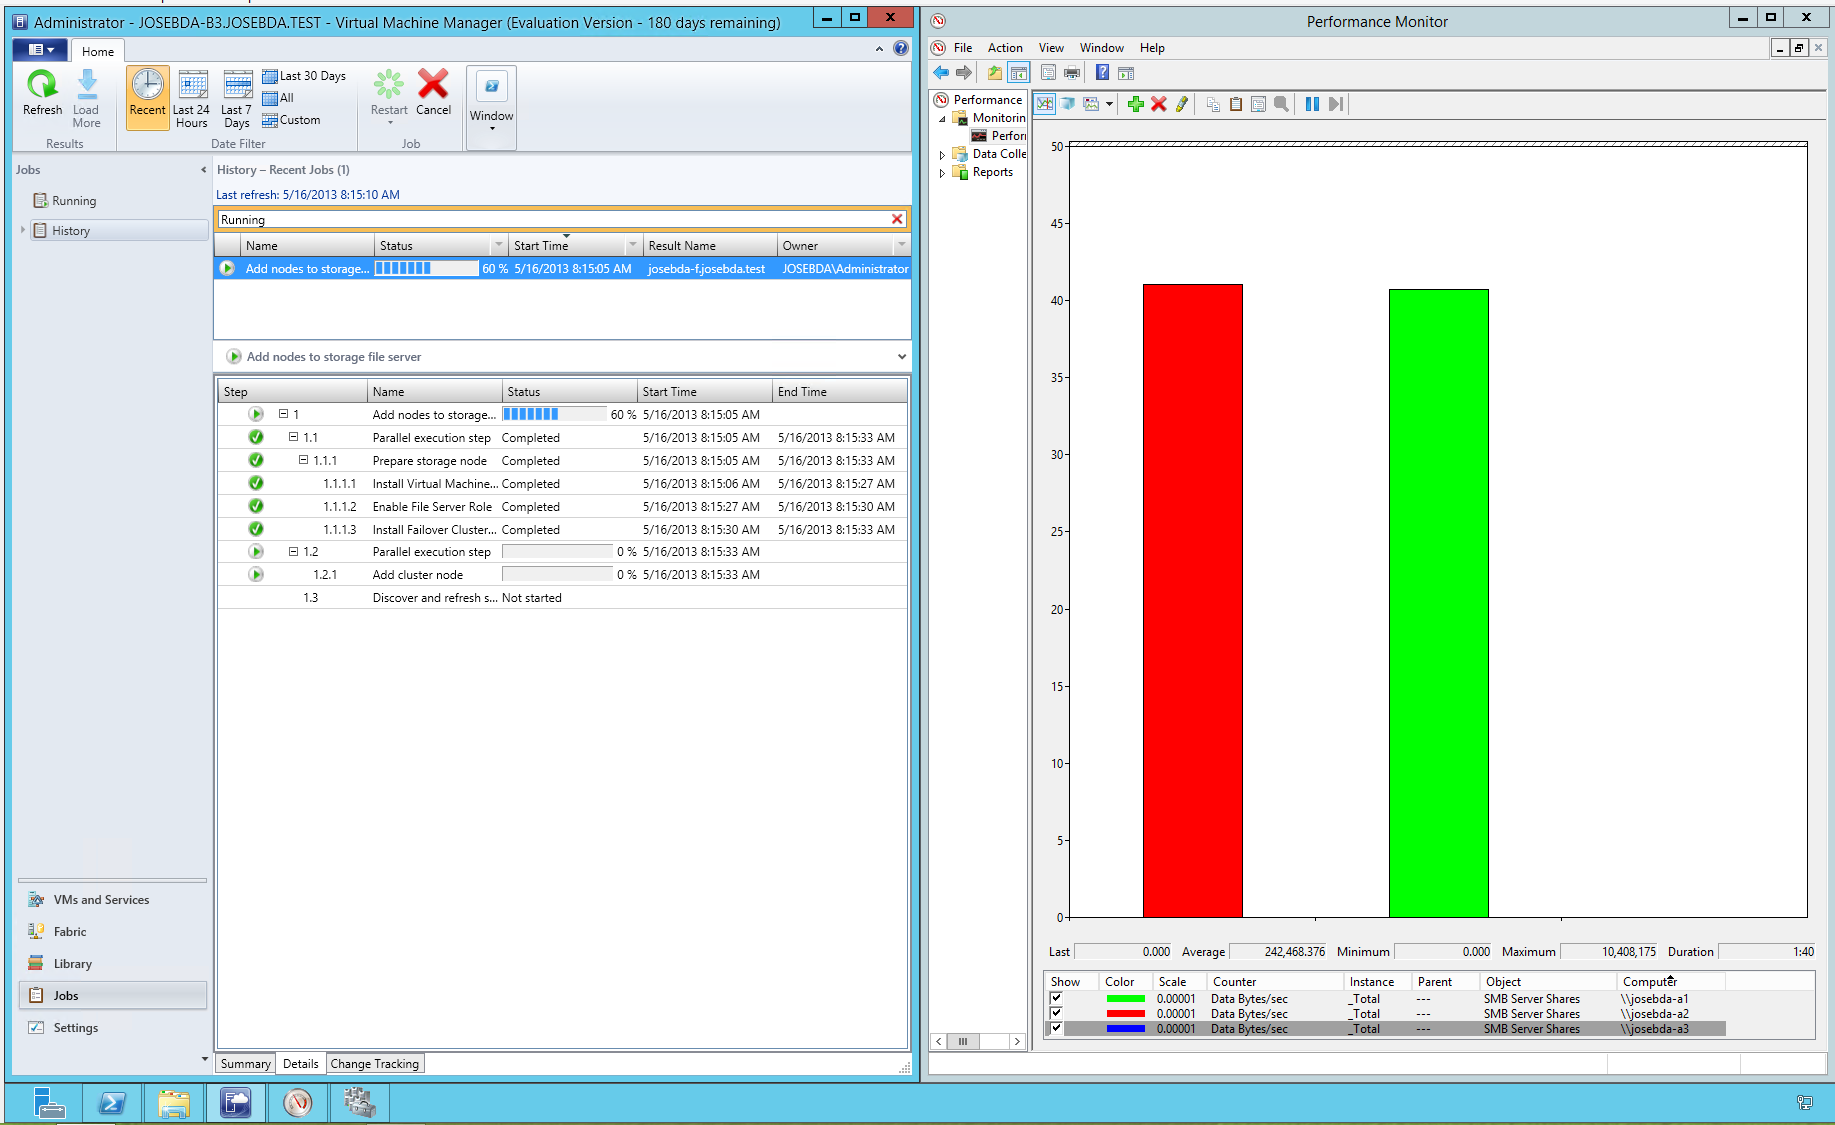 Administrator - JOSEBDA-B3.JOSEBDA.TEST - Virtual Machine Manager (Evaluation Version - 180 days remaining)
Home
Refresh
Load More
Recent
Last 24 Hours
Last 7 Days
Last 30 Days
All
Custom
Restart
Cancel
Window
Results
Date Filter
Job
Jobs
Running
History
History – Recent Jobs (1)
Last refresh: 5/16/2013 8:15:10 AM
Running
Name Status Start Time Result Name Owner
Add nodes to storage... 60 % 5/16/2013 8:15:05 AM josebda-f.josebda.test JOSEBDA\Administrator
Add nodes to storage file server
Step Name Status Start Time End Time
1 Add nodes to storage... 60 % 5/16/2013 8:15:05 AM
1.1 Parallel execution step Completed 5/16/2013 8:15:05 AM 5/16/2013 8:15:33 AM
1.1.1 Prepare storage node Completed 5/16/2013 8:15:05 AM 5/16/2013 8:15:33 AM
1.1.1.1 Install Virtual Machine... Completed 5/16/2013 8:15:06 AM 5/16/2013 8:15:27 AM
1.1.1.2 Enable File Server Role Completed 5/16/2013 8:15:27 AM 5/16/2013 8:15:30 AM
1.1.1.3 Install Failover Cluster... Completed 5/16/2013 8:15:30 AM 5/16/2013 8:15:33 AM
1.2 Parallel execution step 0 % 5/16/2013 8:15:33 AM
1.2.1 Add cluster node 0 % 5/16/2013 8:15:33 AM
1.3 Discover and refresh s... Not started
VMs and Services
Fabric
Library
Jobs
Settings
Summary Details Change Tracking
Performance Monitor
File Action View Window Help
Performance
Monitorin
Perfor
Data Colle
Reports
50
45
40
35
30
25
20
15
10
5
0
Last 0.000 Average 242,468.376 Minimum 0.000 Maximum 10,408,175 Duration 1:40
Show Color Scale Counter Instance Parent Object Computer
0.00001 Data Bytes/sec _Total --- SMB Server Shares \\josebda-a1
0.00001 Data Bytes/sec _Total --- SMB Server Shares \\josebda-a2
0.00001 Data Bytes/sec _Total --- SMB Server Shares \\josebda-a3